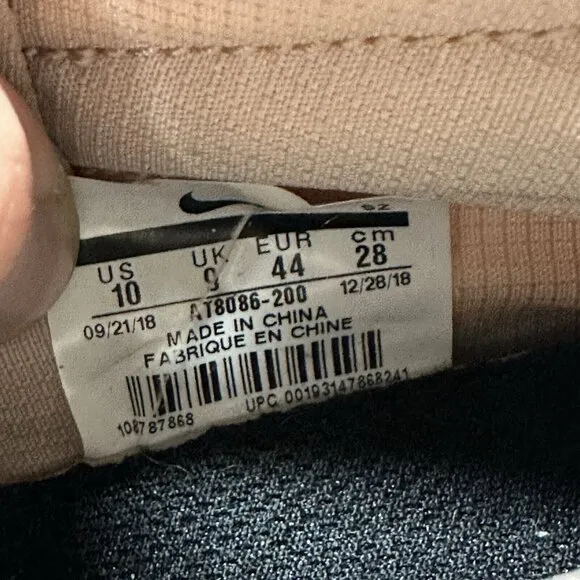 SZ
US UK EUR cm
10 9 44 28
AT8086-200
09/21/18 12/28/18
MADE IN CHINA
FABRIQUE EN CHINE
108787868 UPC 00193147868241